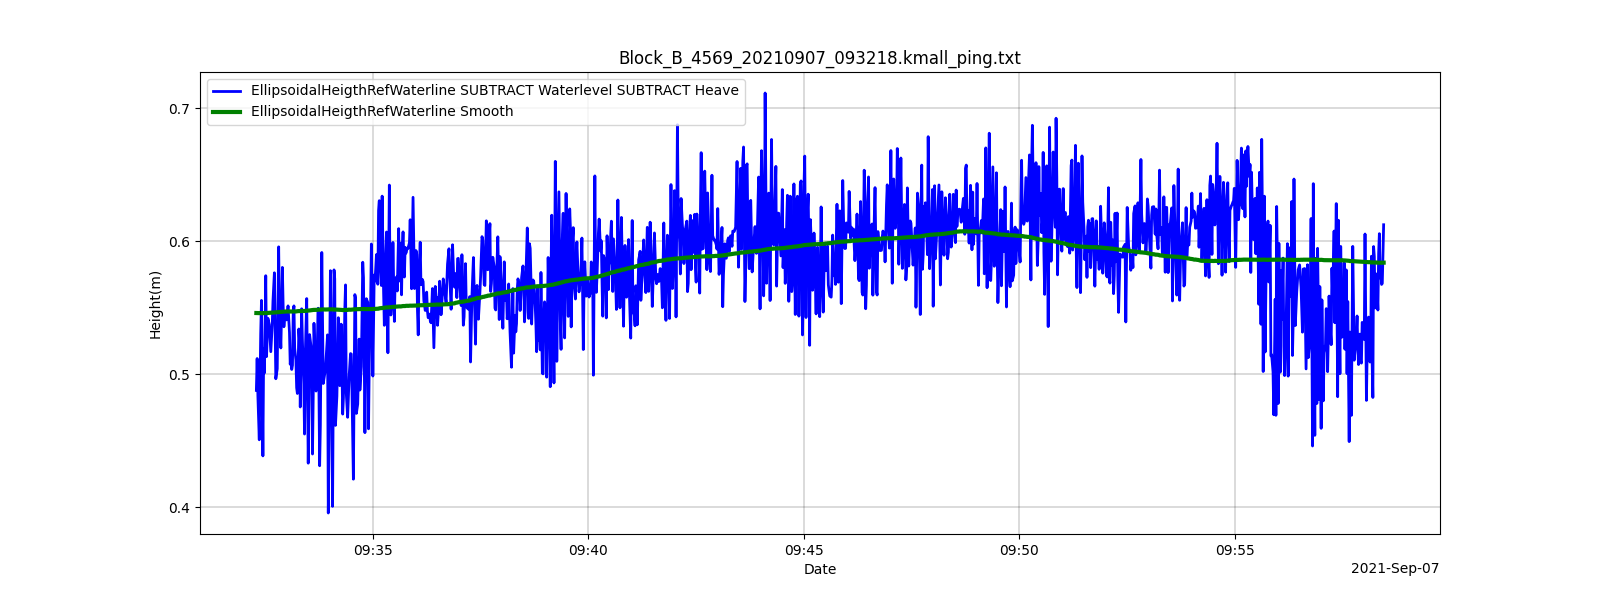 Block_B_4569_20210907_093218.kmall_ping.txt
EllipsoidalHeigthRefWaterline SUBTRACT Waterlevel SUBTRACT Heave
EllipsoidalHeigthRefWaterline Smooth
0.7
0.6
0.5
0.4
Height(m)
09:35 09:40 09:45 09:50 09:55
Date
2021-Sep-07